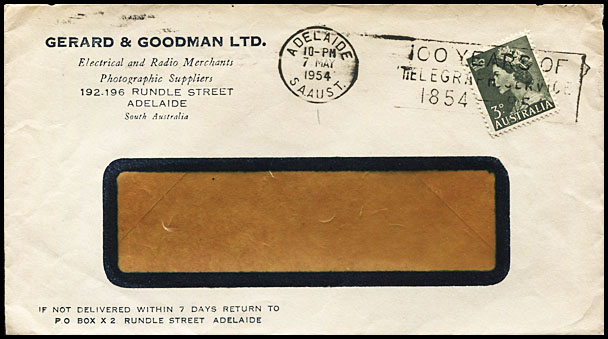 GERARD & GOODMAN LTD.
Electrical and Radio Merchants
Photographic Suppliers
192-196 RUNDLE STREET
ADELAIDE
South Australia
ADELAIDE
10-PM
7 MAY
1954
S.AUUST.
100 YEARS OF
TELEGRAPH SERVICE
1854
3D
AUSTRALIA
IF NOT DELIVERED WITHIN 7 DAYS RETURN TO
P O BOX X 2 RUNDLE STREET ADELAIDE